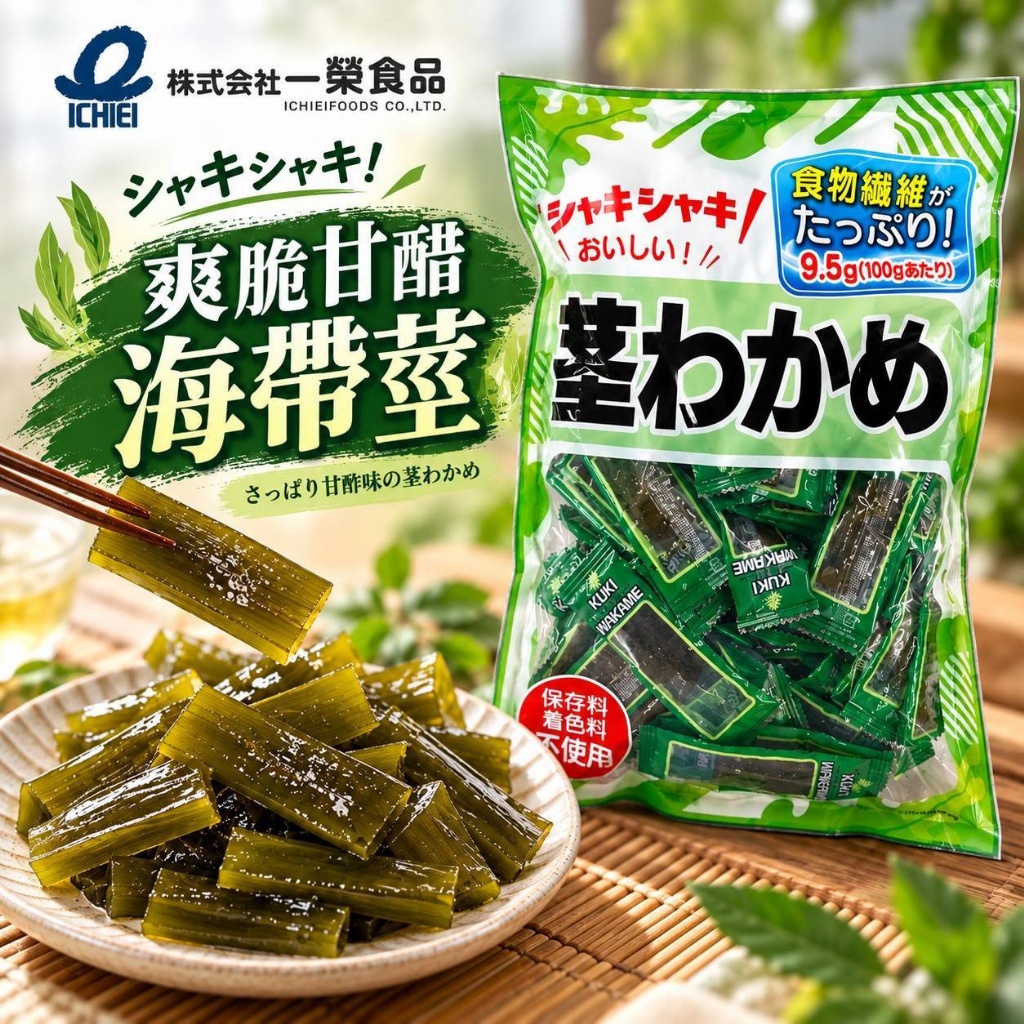 ICHIEI
株式会社一榮食品
ICHIEIFOODS CO.,LTD.
シャキシャキ!
爽脆甘醋
海帶莖
さっぱり甘酢味の茎わかめ
シャキシャキ
おいしい!
食物繊維が
たっぷり!
9.5g(100gあたり)
茎わかめ
KUKI
WAKAME
KUKI
WAKAME
KUKI
WAKAME
保存料
着色料
不使用